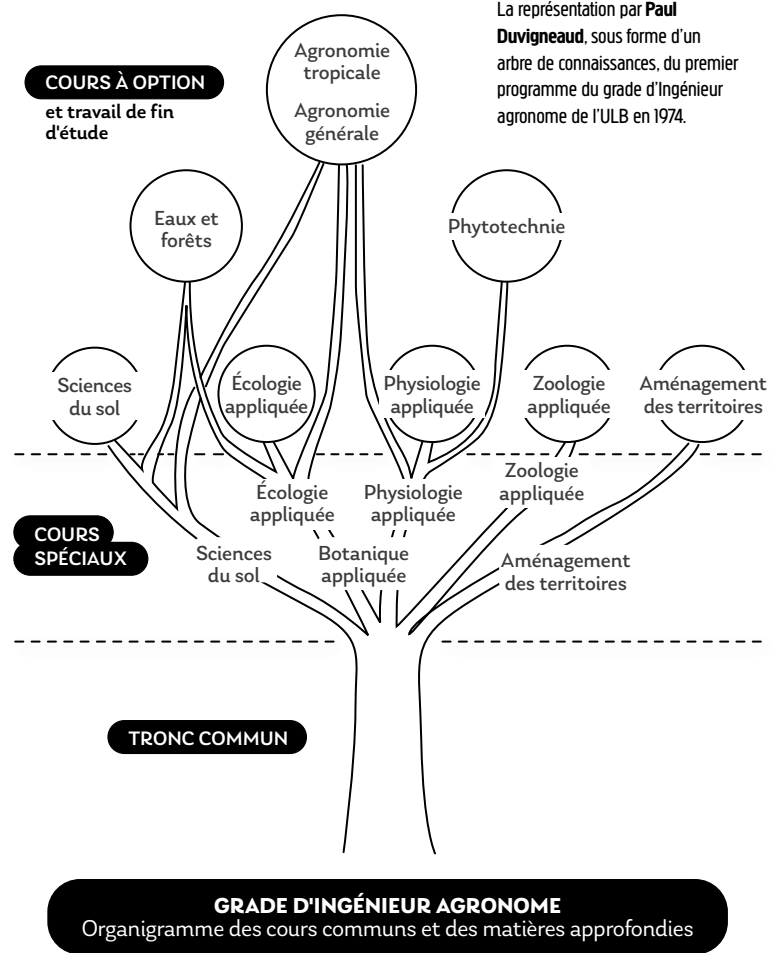 La représentation par Paul
Duvigneaud, sous forme d'un
arbre de connaissances, du premier
programme du grade d'Ingénieur
agronome de l'ULB en 1974.
COURS À OPTION
et travail de fin
d'étude
Agronomie
tropicale
Agronomie
générale
Eaux et
forêts
Phytotechnie
Sciences
du sol
Écologie
appliquée
Physiologie
appliquée
Zoologie
appliquée
Aménagement
des territoires
COURS
SPÉCIAUX
Écologie
appliquée
Physiologie
appliquée
Zoologie
appliquée
Sciences
du sol
Botanique
appliquée
Aménagement
des territoires
TRONC COMMUN
GRADE D'INGÉNIEUR AGRONOME
Organigramme des cours communs et des matières approfondies